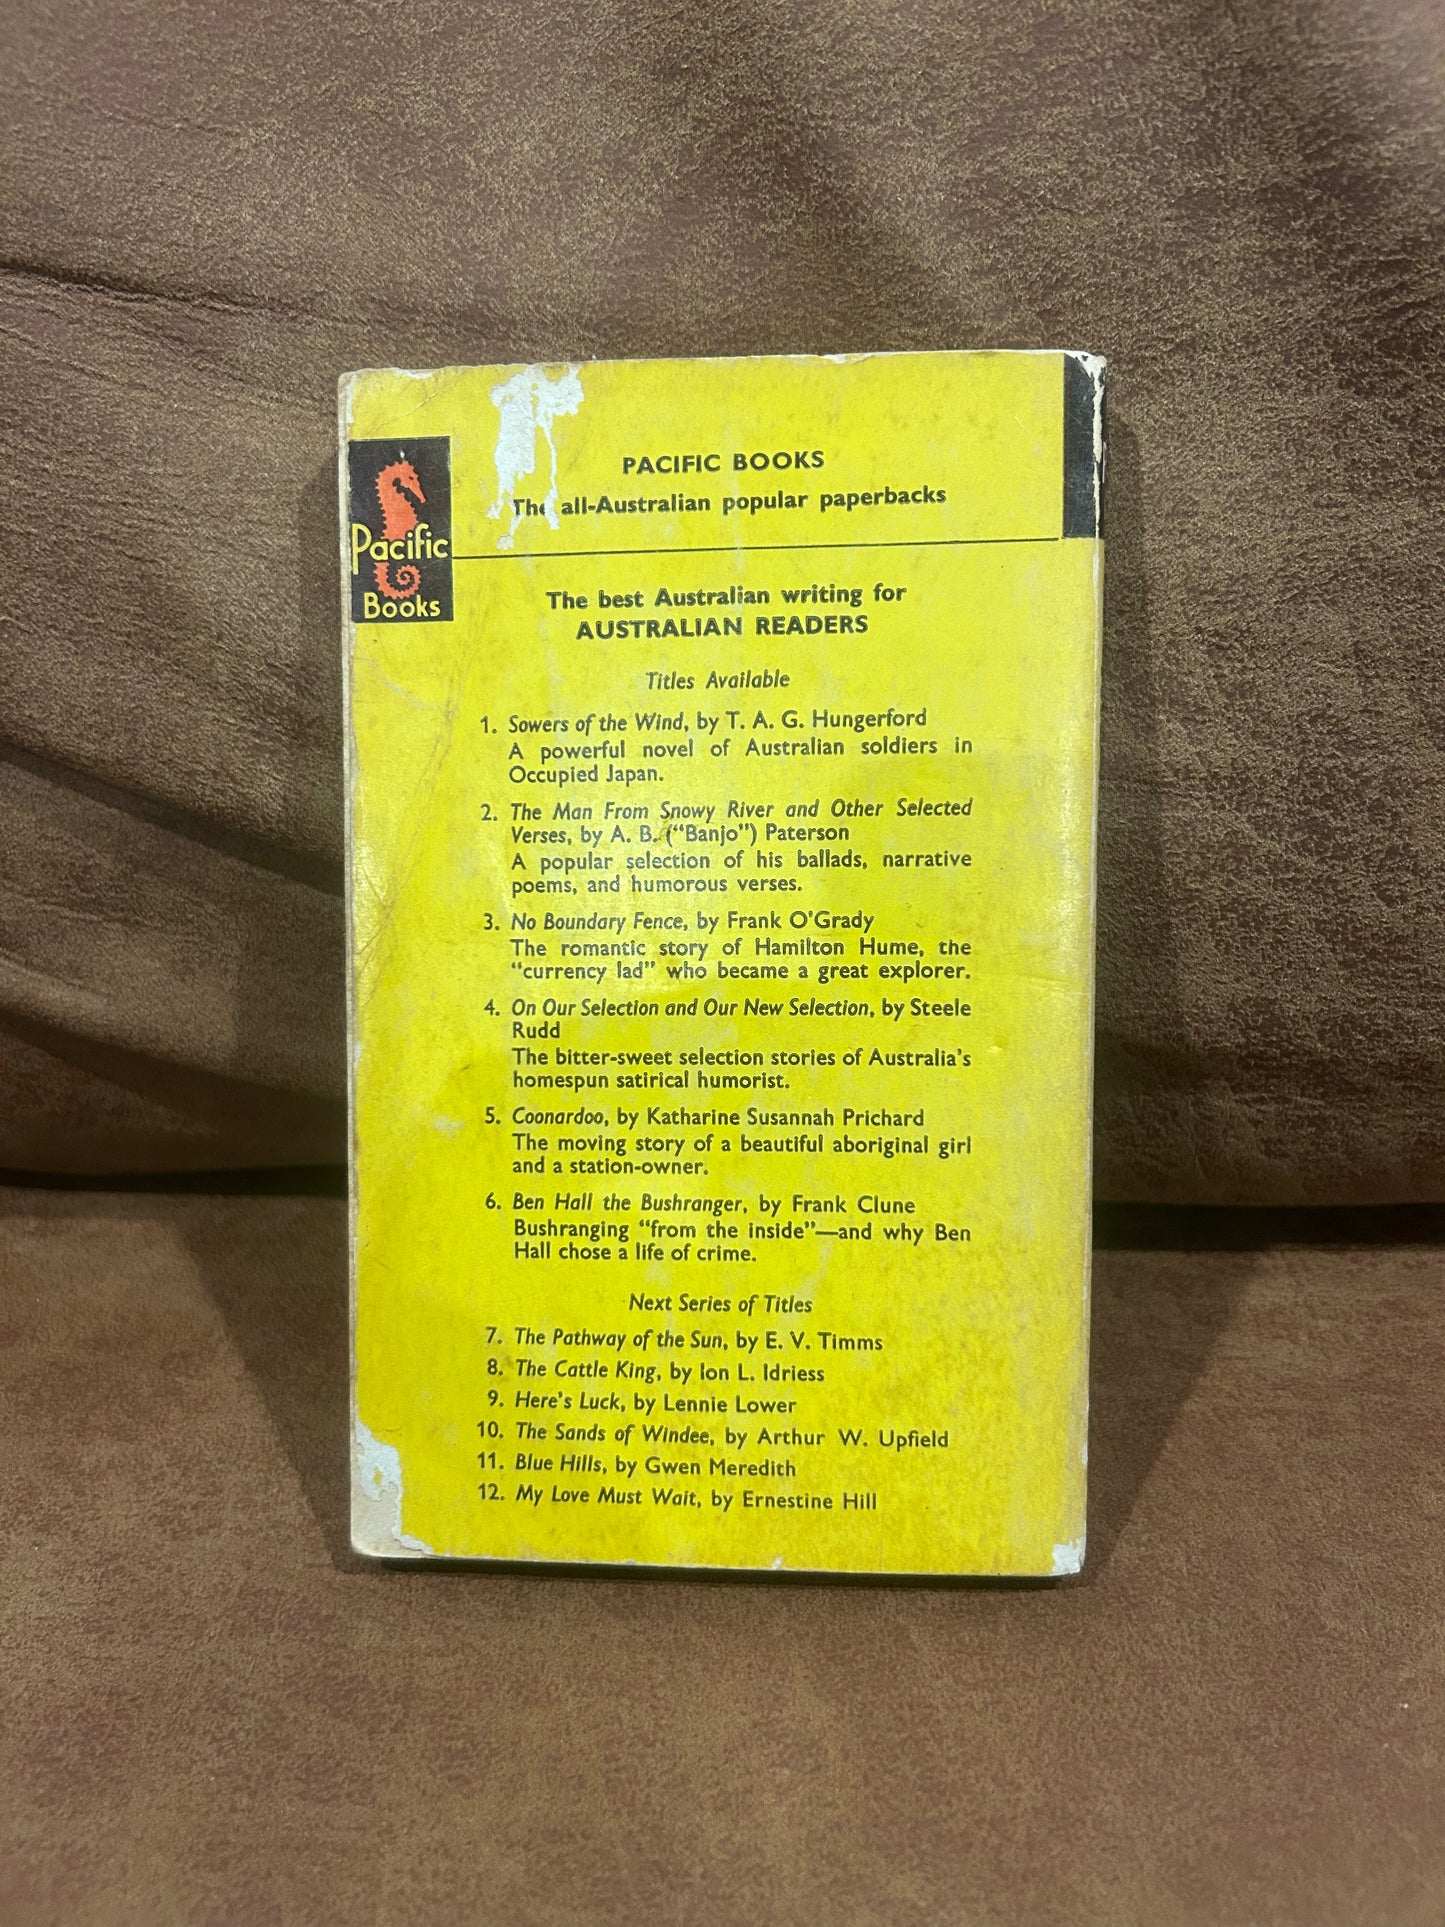 Pacific
Books
PACIFIC BOOKS
The all-Australian popular paperbacks
The best Australian writing for
AUSTRALIAN READERS
Titles Available
1. Sowers of the Wind, by T. A. G. Hungerford
A powerful novel of Australian soldiers in
Occupied Japan.
2. The Man From Snowy River and Other Selected
Verses, by A. B. ("Banjo") Paterson
A popular selection of his ballads, narrative
poems, and humorous verses.
3. No Boundary Fence, by Frank O'Grady
The romantic story of Hamilton Hume, the
"currency lad" who became a great explorer.
4. On Our Selection and Our New Selection, by Steele
Rudd
The bitter-sweet selection stories of Australia's
homespun satirical humorist.
5. Coonardoo, by Katharine Susannah Prichard
The moving story of a beautiful aboriginal girl
and a station-owner.
6. Ben Hall the Bushranger, by Frank Clune
Bushranging "from the inside"—and why Ben
Hall chose a life of crime.
Next Series of Titles
7. The Pathway of the Sun, by E. V. Timms
8. The Cattle King, by Ion L. Idriess
9. Here's Luck, by Lennie Lower
10. The Sands of Windee, by Arthur W. Upfield
11. Blue Hills, by Gwen Meredith
12. My Love Must Wait, by Ernestine Hill